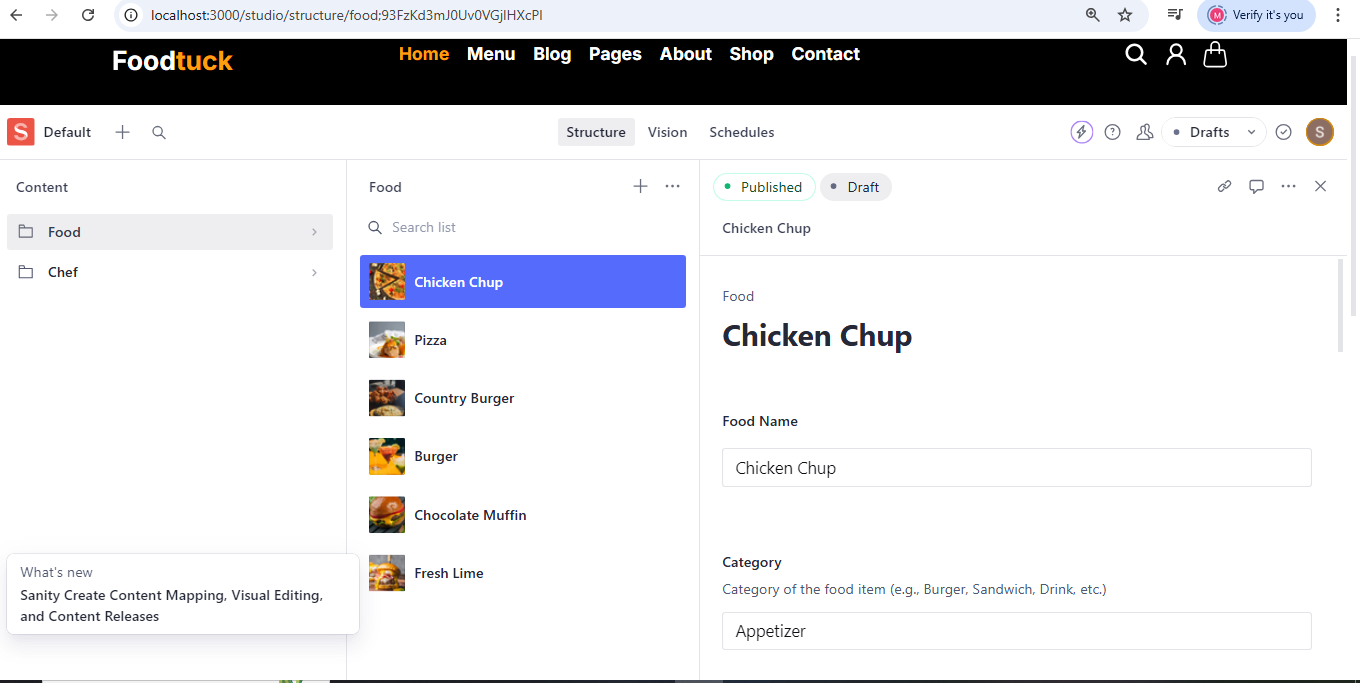 localhost:3000/studio/structure/food;93FzKd3mJ0Uv0VGjlHXcPl
M
Verify it's you
Foodtuck
Home Menu Blog Pages About Shop Contact
S Default
Structure Vision Schedules
Drafts
S
Content
Food
Chef
Food
Search list
Chicken Chup
Pizza
Country Burger
Burger
Chocolate Muffin
Fresh Lime
Published
Draft
Chicken Chup
Food
Chicken Chup
Food Name
Chicken Chup
Category
Category of the food item (e.g., Burger, Sandwich, Drink, etc.)
Appetizer
What's new
Sanity Create Content Mapping, Visual Editing,
and Content Releases